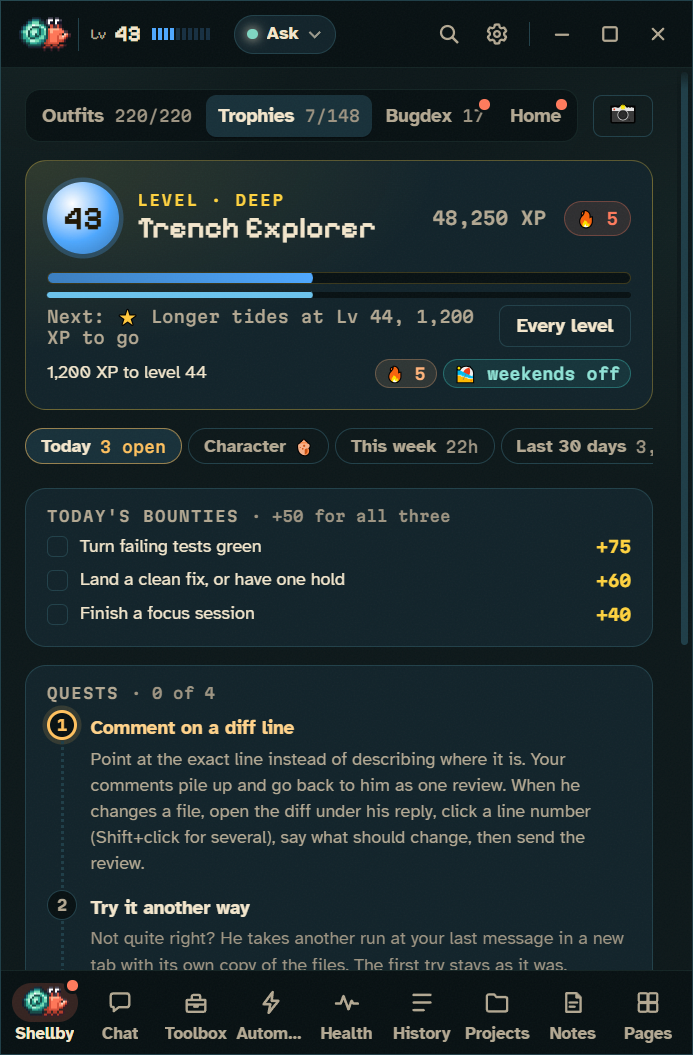 Lv 43
Ask
Outfits 220/220
Trophies 7/148
Bugdex 17
Home
43
LEVEL · DEEP
Trench Explorer
48,250 XP
5
Next: Longer tides at Lv 44, 1,200
XP to go
Every level
1,200 XP to level 44
5
weekends off
Today 3 open
Character
This week 22h
Last 30 days 3,
TODAY'S BOUNTIES · +50 for all three
Turn failing tests green +75
Land a clean fix, or have one hold +60
Finish a focus session +40
QUESTS · 0 of 4
1 Comment on a diff line
Point at the exact line instead of describing where it is. Your
comments pile up and go back to him as one review. When he
changes a file, open the diff under his reply, click a line number
(Shift+click for several), say what should change, then send the
review.
2 Try it another way
Not quite right? He takes another run at your last message in a new
tab with its own copy of the files. The first try stays as it was.
Shellby
Chat
Toolbox
Autom...
Health
History
Projects
Notes
Pages